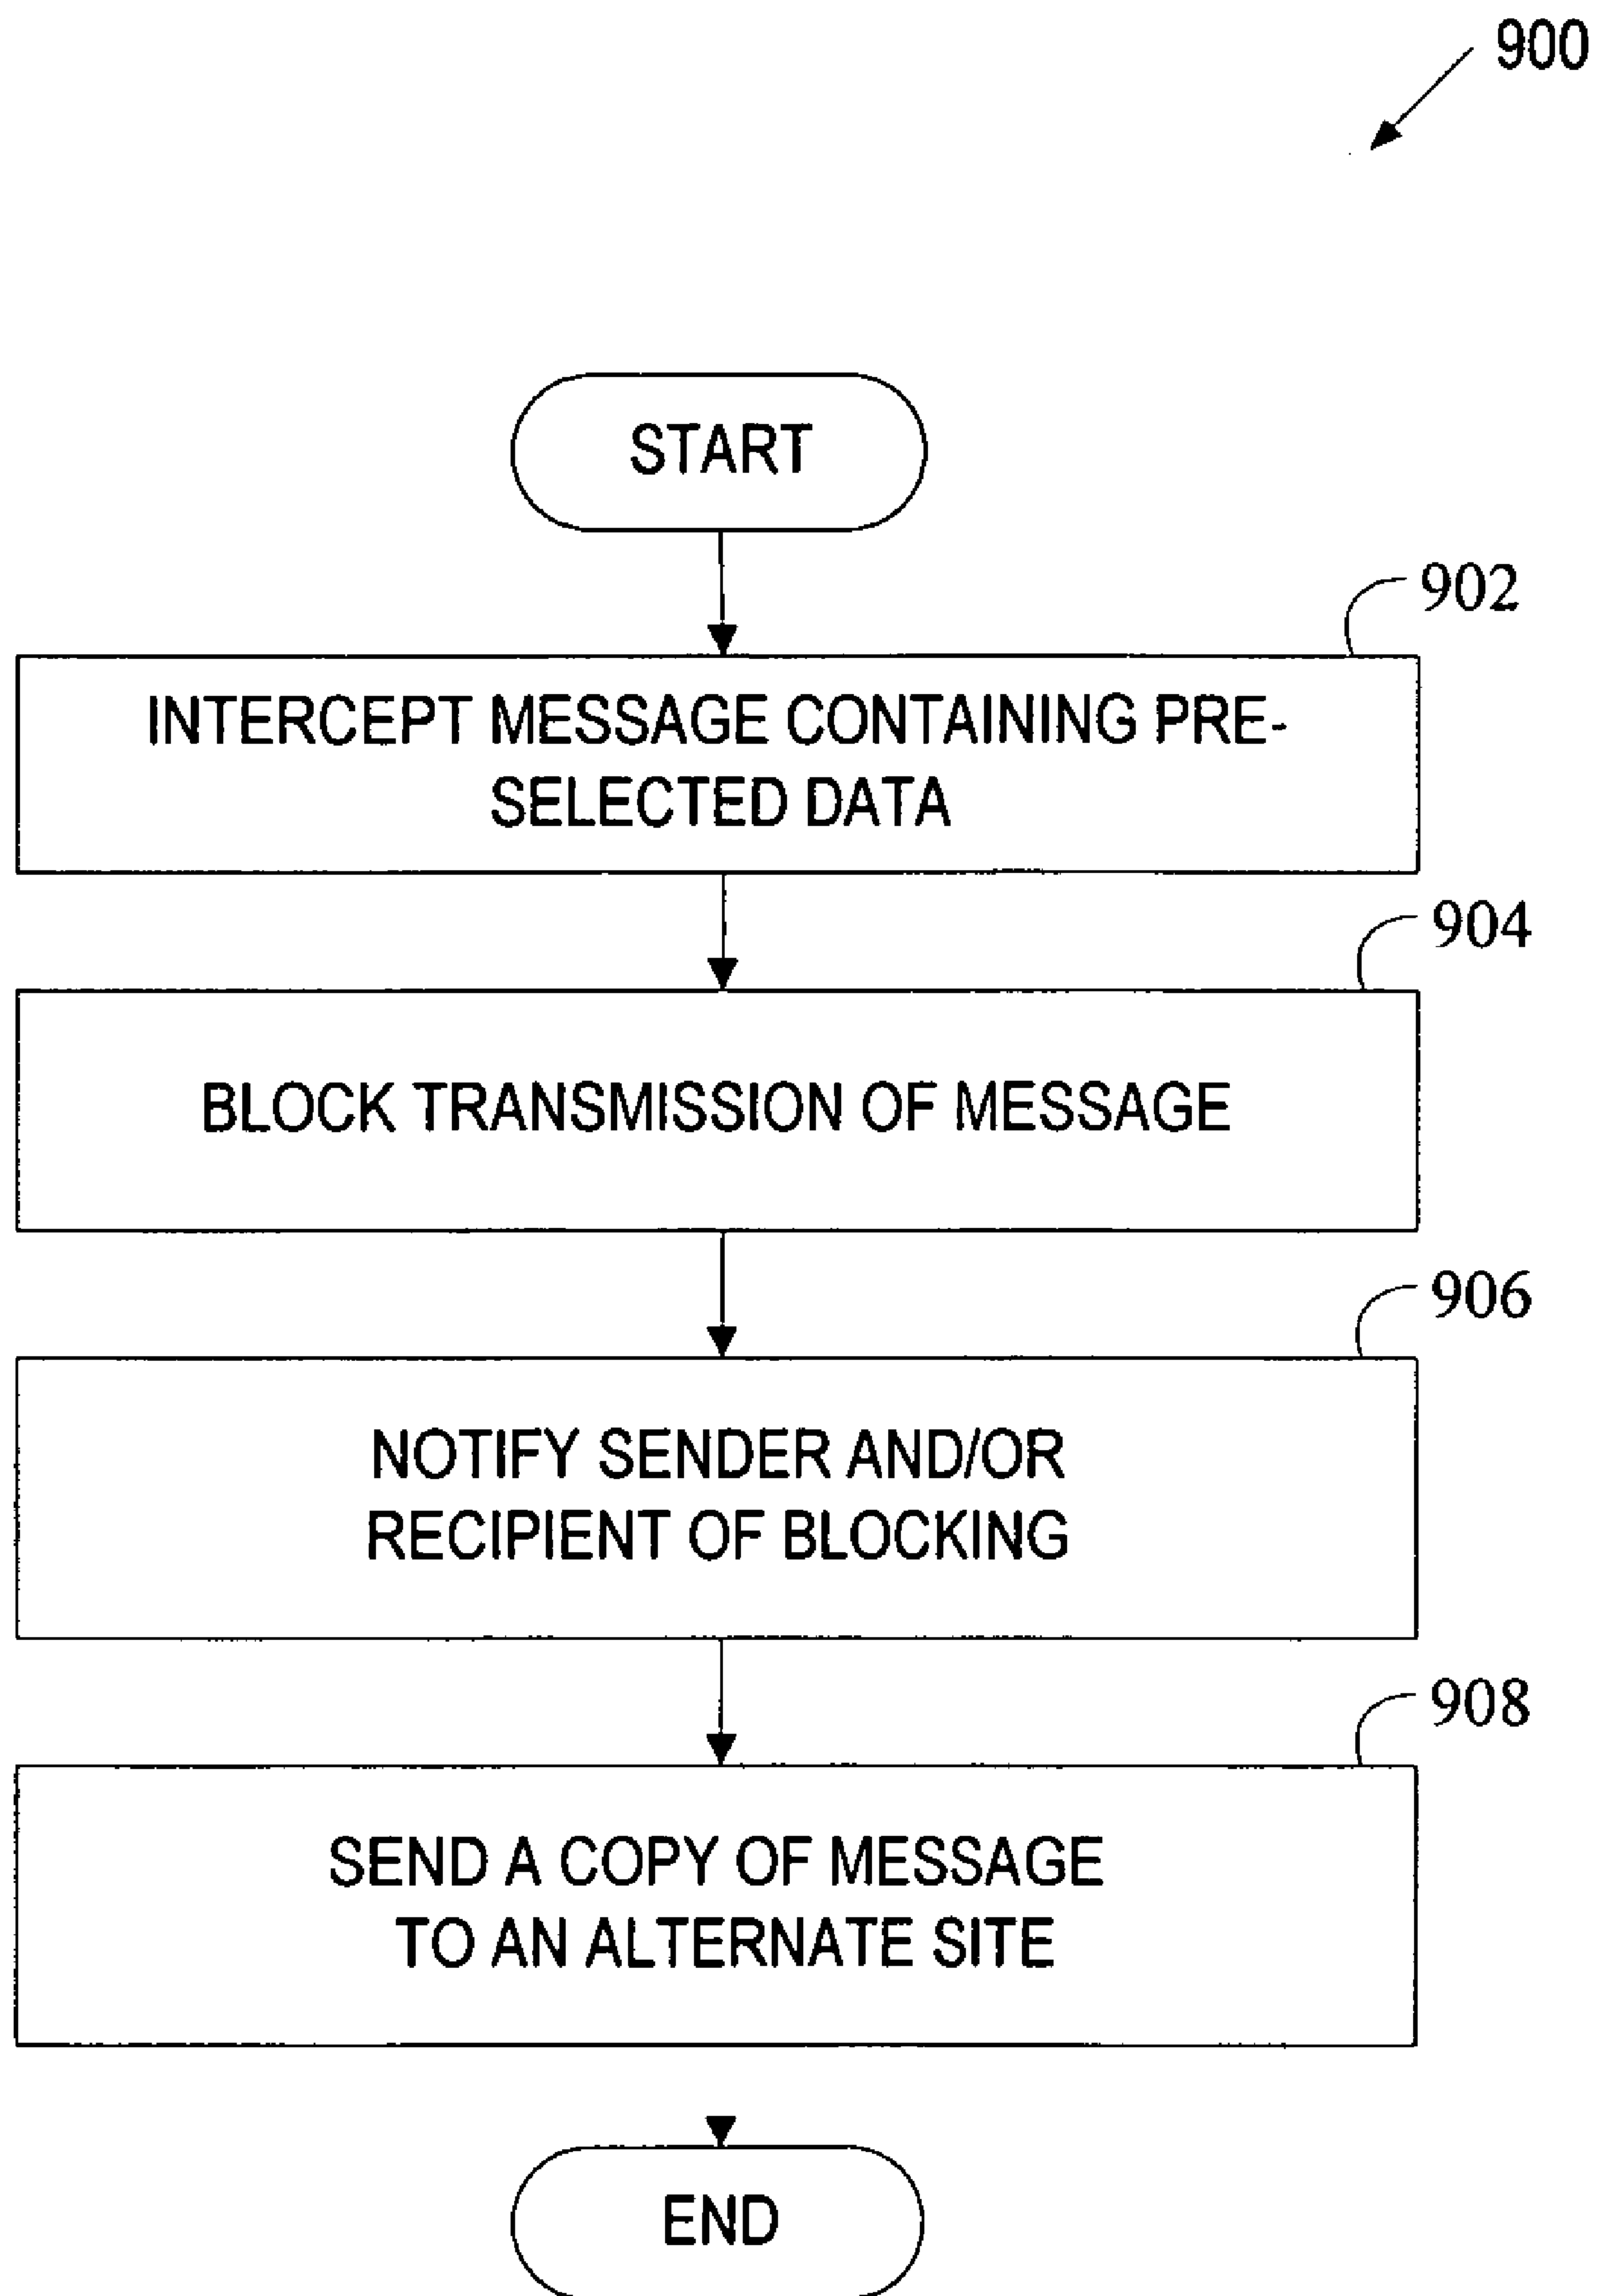 900
START
902
INTERCEPT MESSAGE CONTAINING PRE-
SELECTED DATA
904
BLOCK TRANSMISSION OF MESSAGE
906
NOTIFY SENDER AND/OR
RECIPIENT OF BLOCKING
908
SEND A COPY OF MESSAGE
TO AN ALTERNATE SITE
END